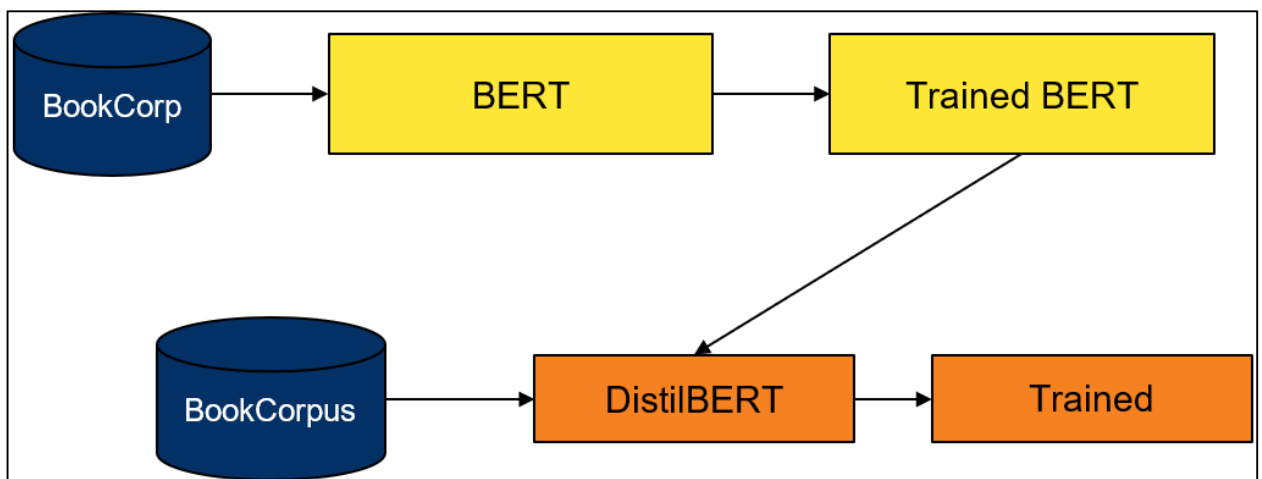 BookCorp
BERT
Trained BERT
BookCorpus
DistilBERT
Trained